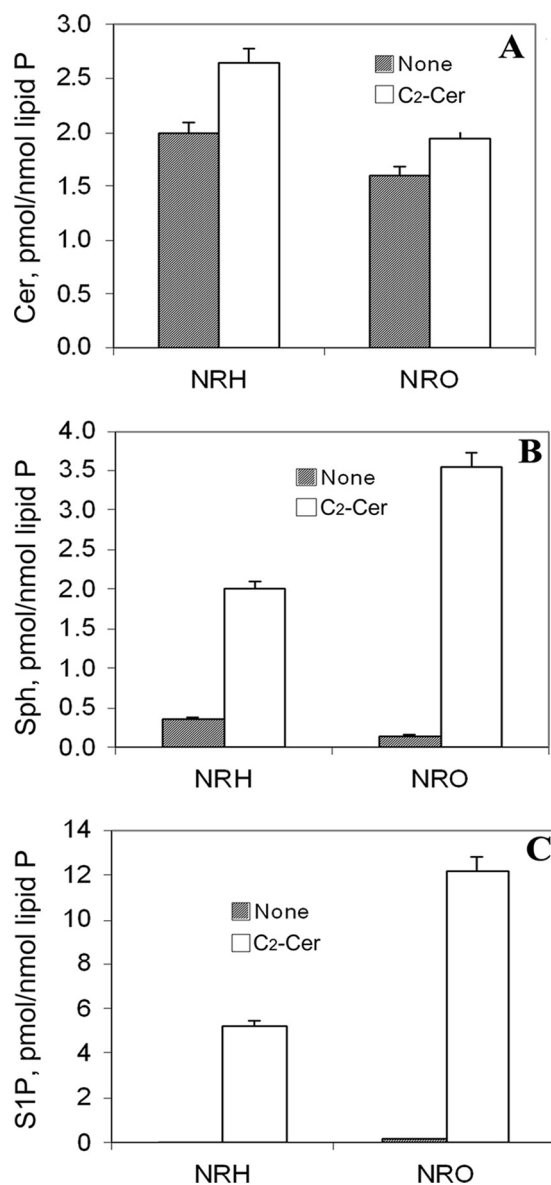 A
3.0
None
2.5
C2-Cer
2.0
1.5
1.0
0.5
0.0
Cer, pmol/nmol lipid P
NRH NRO
B
4.0
None
3.5
C2-Cer
3.0
2.5
2.0
1.5
1.0
0.5
0.0
Sph, pmol/nmol lipid P
NRH NRO
C
14
12
None
10
C2-Cer
8
6
4
2
0
S1P, pmol/nmol lipid P
NRH NRO